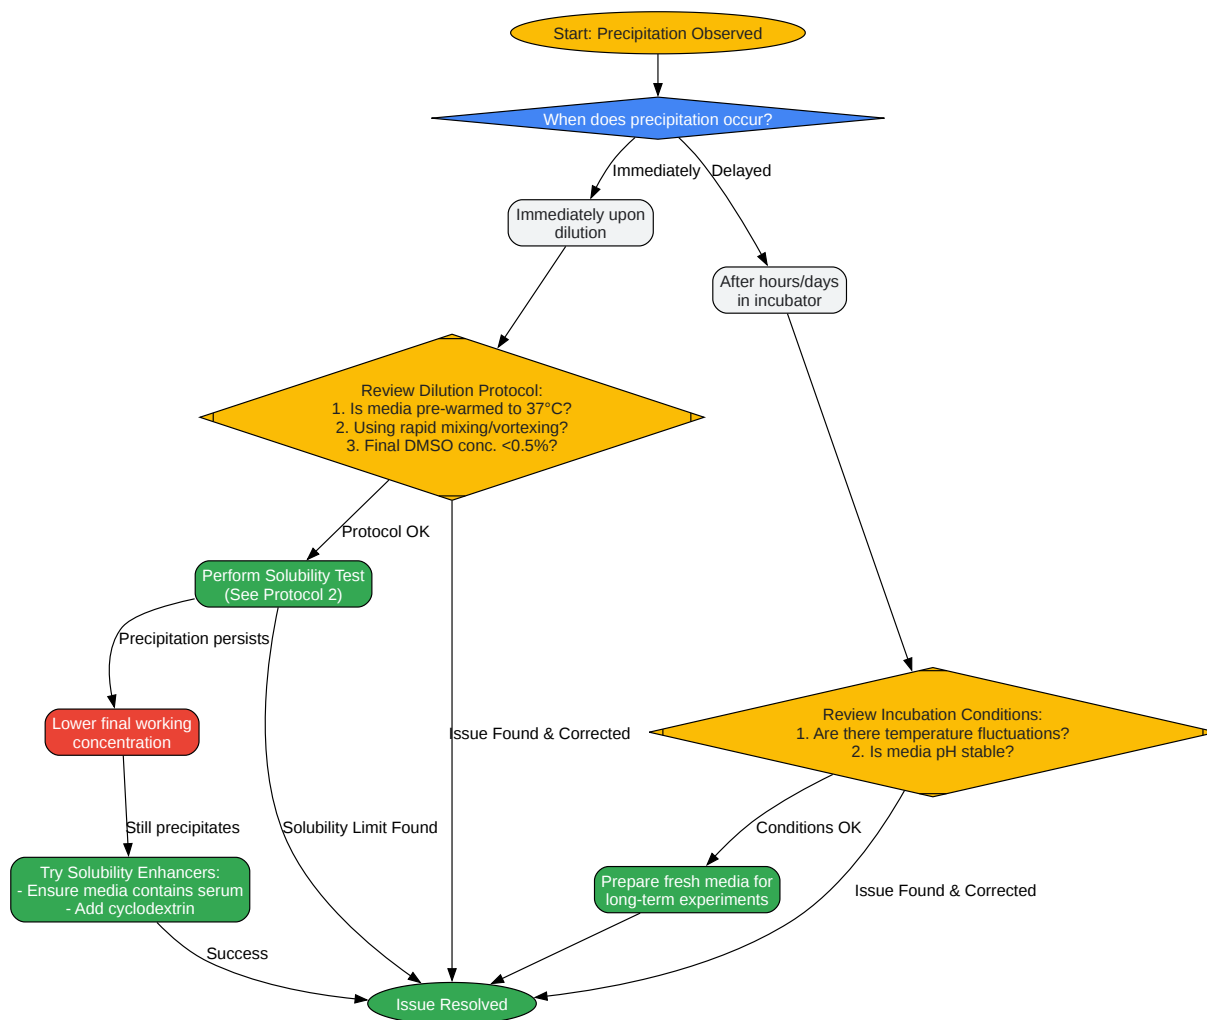 Start: Precipitation Observed
When does precipitation occur?
Immediately
Delayed
Immediately upon
dilution
After hours/days
in incubator
Review Dilution Protocol:
1. Is media pre-warmed to 37°C?
2. Using rapid mixing/vortexing?
3. Final DMSO conc. <0.5%?
Protocol OK
Perform Solubility Test
(See Protocol 2)
Precipitation persists
Lower final working
concentration
Issue Found & Corrected
Review Incubation Conditions:
1. Are there temperature fluctuations?
2. Is media pH stable?
Still precipitates
Solubility Limit Found
Conditions OK
Try Solubility Enhancers:
- Ensure media contains serum
- Add cyclodextrin
Prepare fresh media for
long-term experiments
Issue Found & Corrected
Success
Issue Resolved